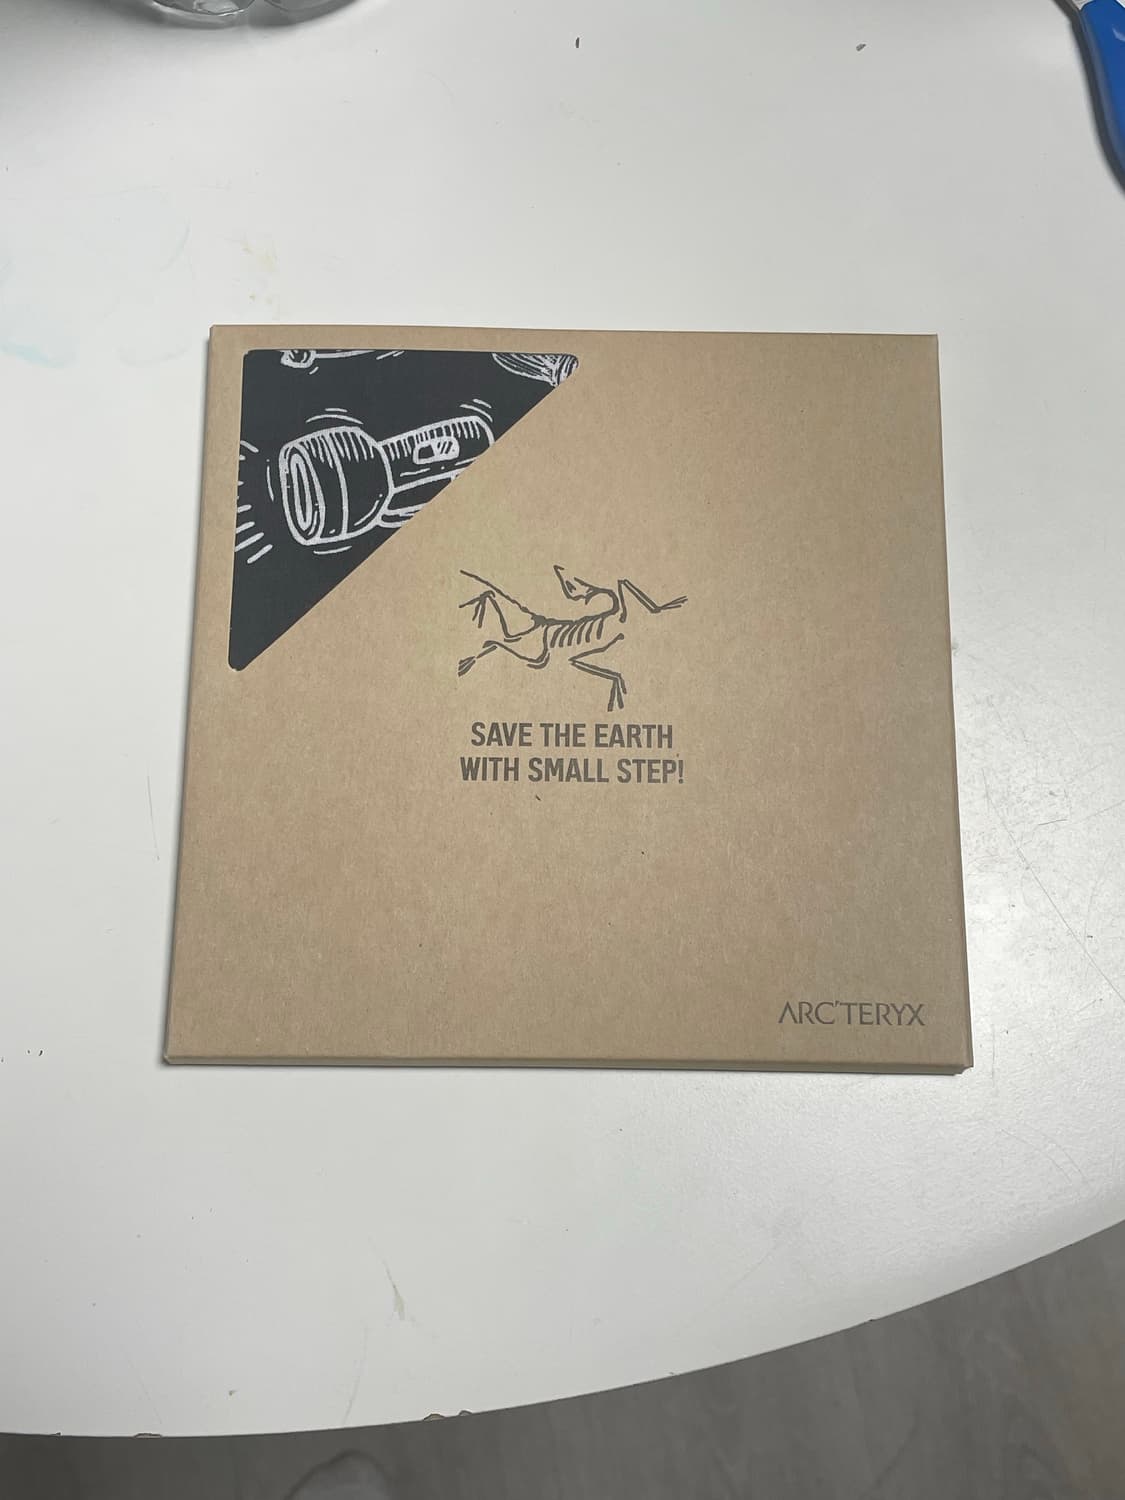 SAVE THE EARTH
WITH SMALL STEP!
ARC'TERYX